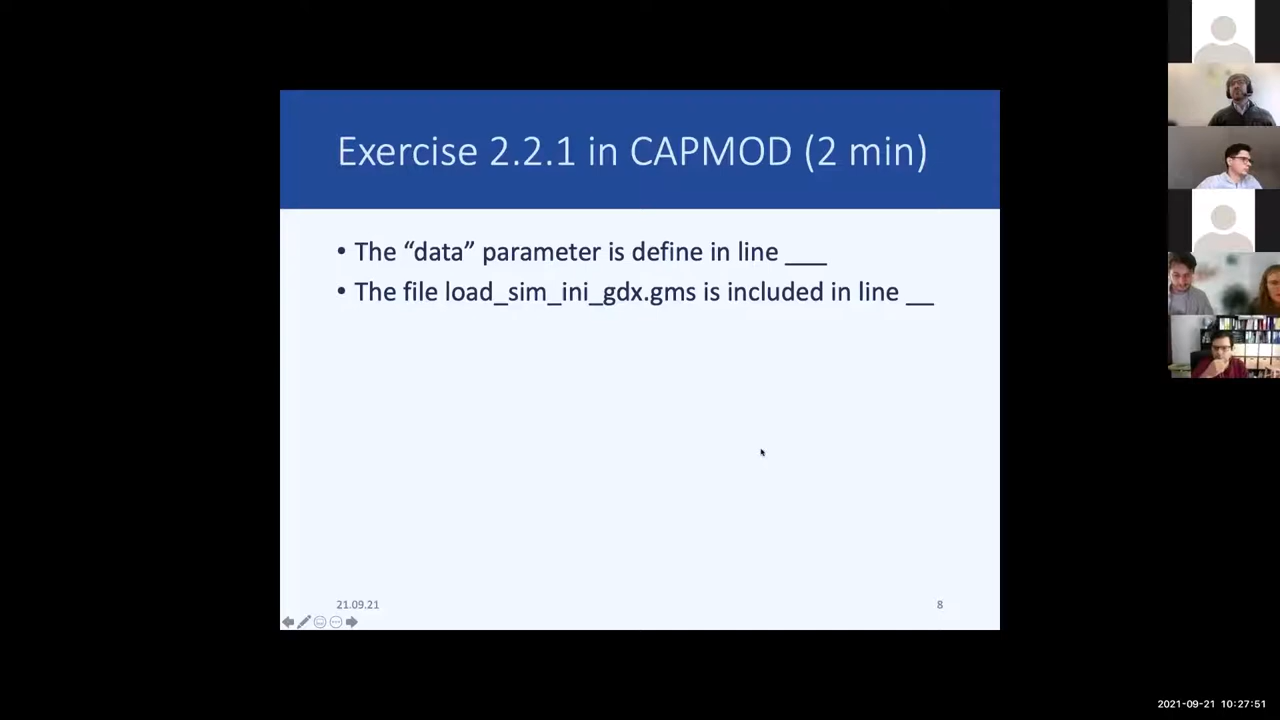 Exercise 2.2.1 in CAPMOD (2 min)
• The “data” parameter is define in line ___
• The file load_sim_ini_gdx.gms is included in line __
21.09.21
8
2021-09-21 10:27:51